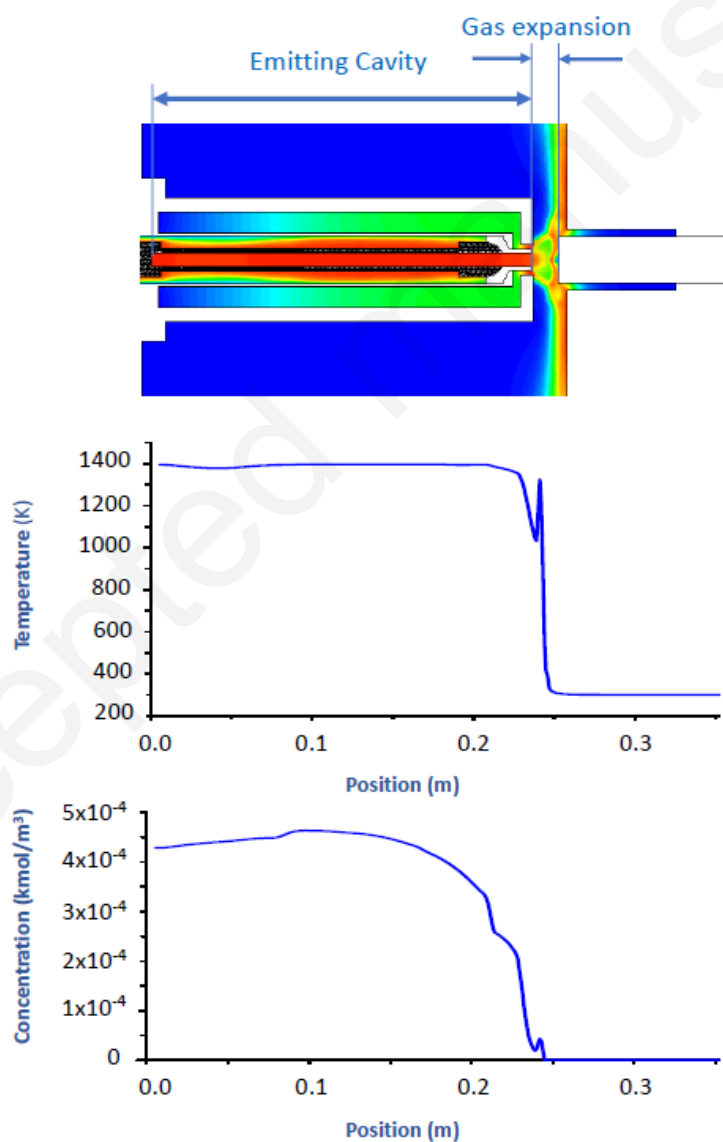 Gas expansion
Emitting Cavity
1400
1200
1000
800
600
400
200
Temperature (K)
0.0 0.1 0.2 0.3
Position (m)
5x10⁻⁴
4x10⁻⁴
3x10⁻⁴
2x10⁻⁴
1x10⁻⁴
0
Concentration (kmol/m³)
0.0 0.1 0.2 0.3
Position (m)
epted manus